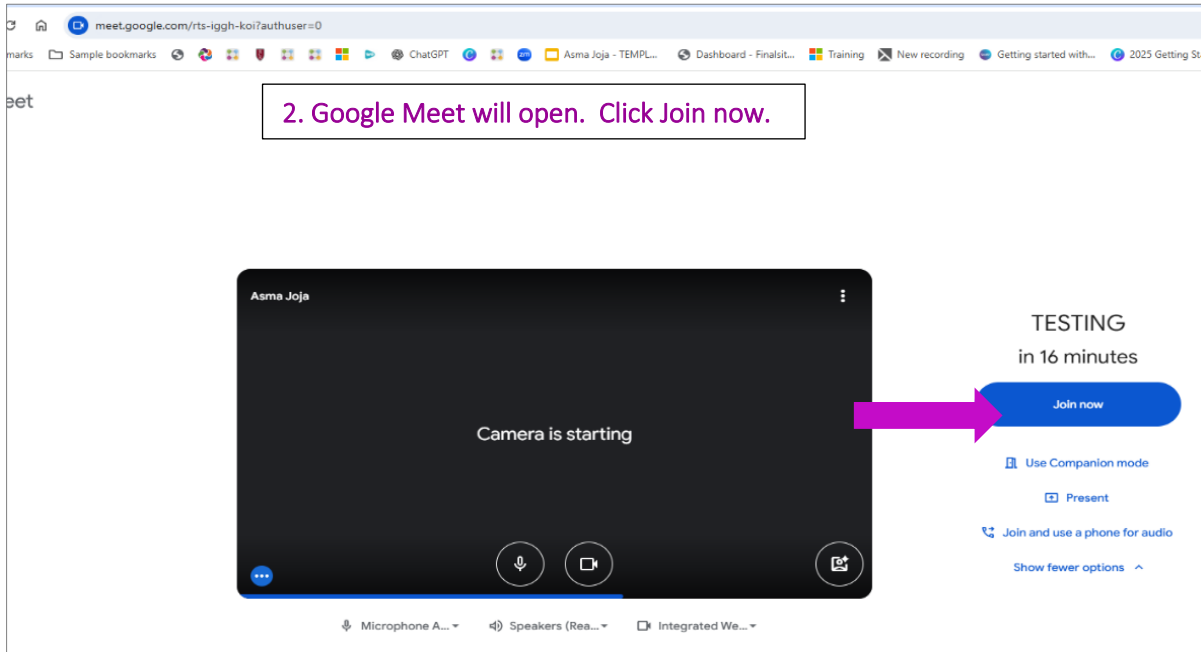 meet.google.com/rts-iggh-koi?authuser=0
marks Sample bookmarks ChatGPT zm Asma Joja - TEMPL... Dashboard - Finalsit... Training New recording Getting started with... 2025 Getting St
eet
2. Google Meet will open. Click Join now.
Asma Joja
TESTING
in 16 minutes
Join now
Camera is starting
Use Companion mode
Present
Join and use a phone for audio
Show fewer options
Microphone A... Speakers (Rea... Integrated We...